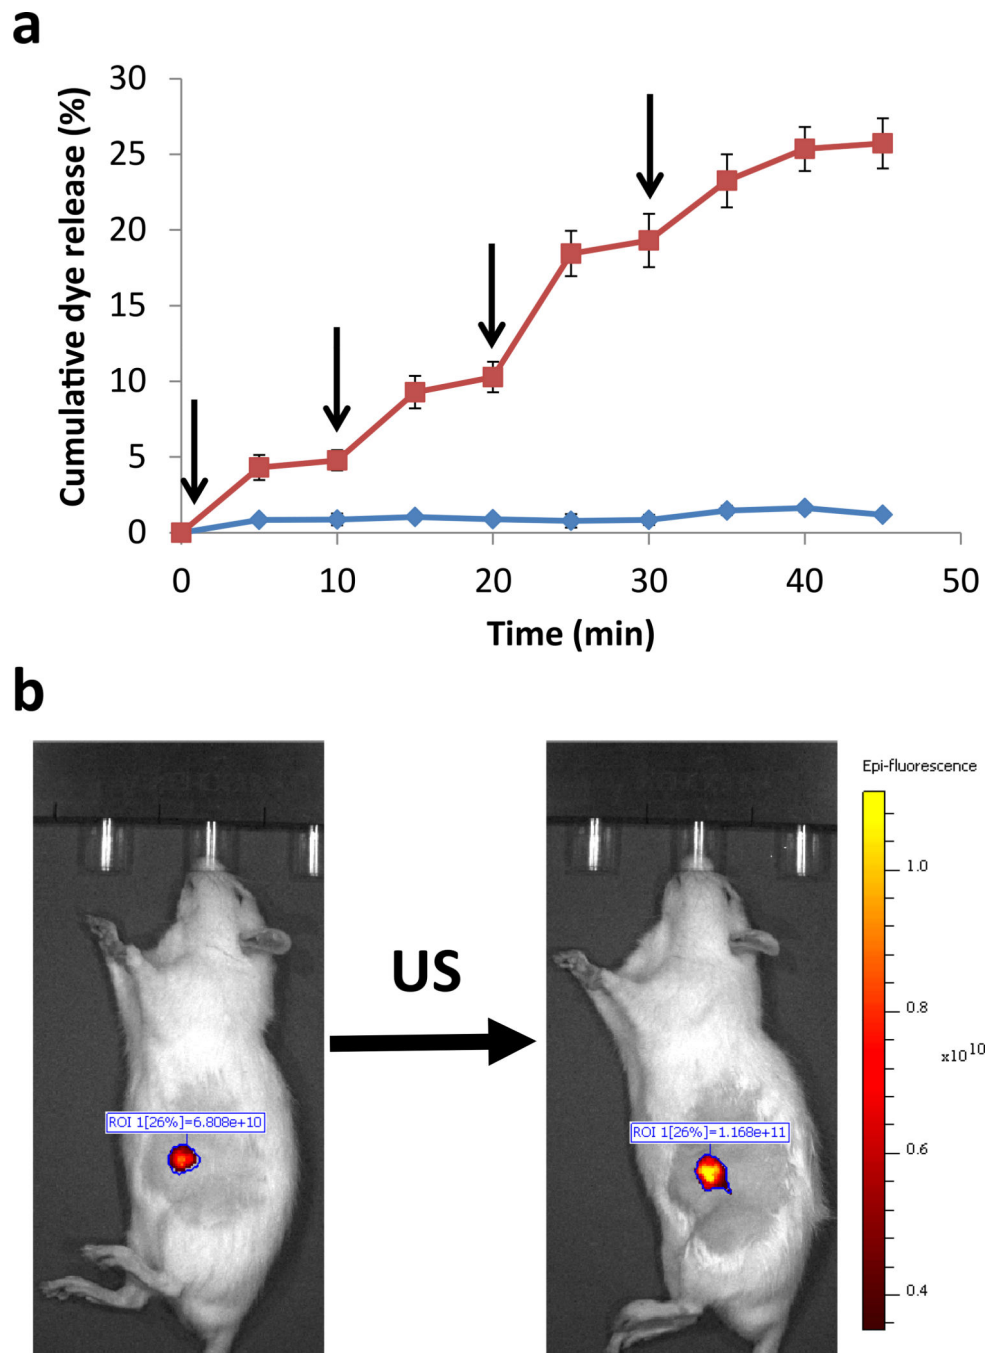 a
Cumulative dye release (%)
30
25
20
15
10
5
0
0 10 20 30 40 50
Time (min)
b
US
ROI 1[26%]=6.808e+10
ROI 1[26%]=1.168e+11
Epi-fluorescence
1.0
0.8
x10¹⁰
0.6
0.4